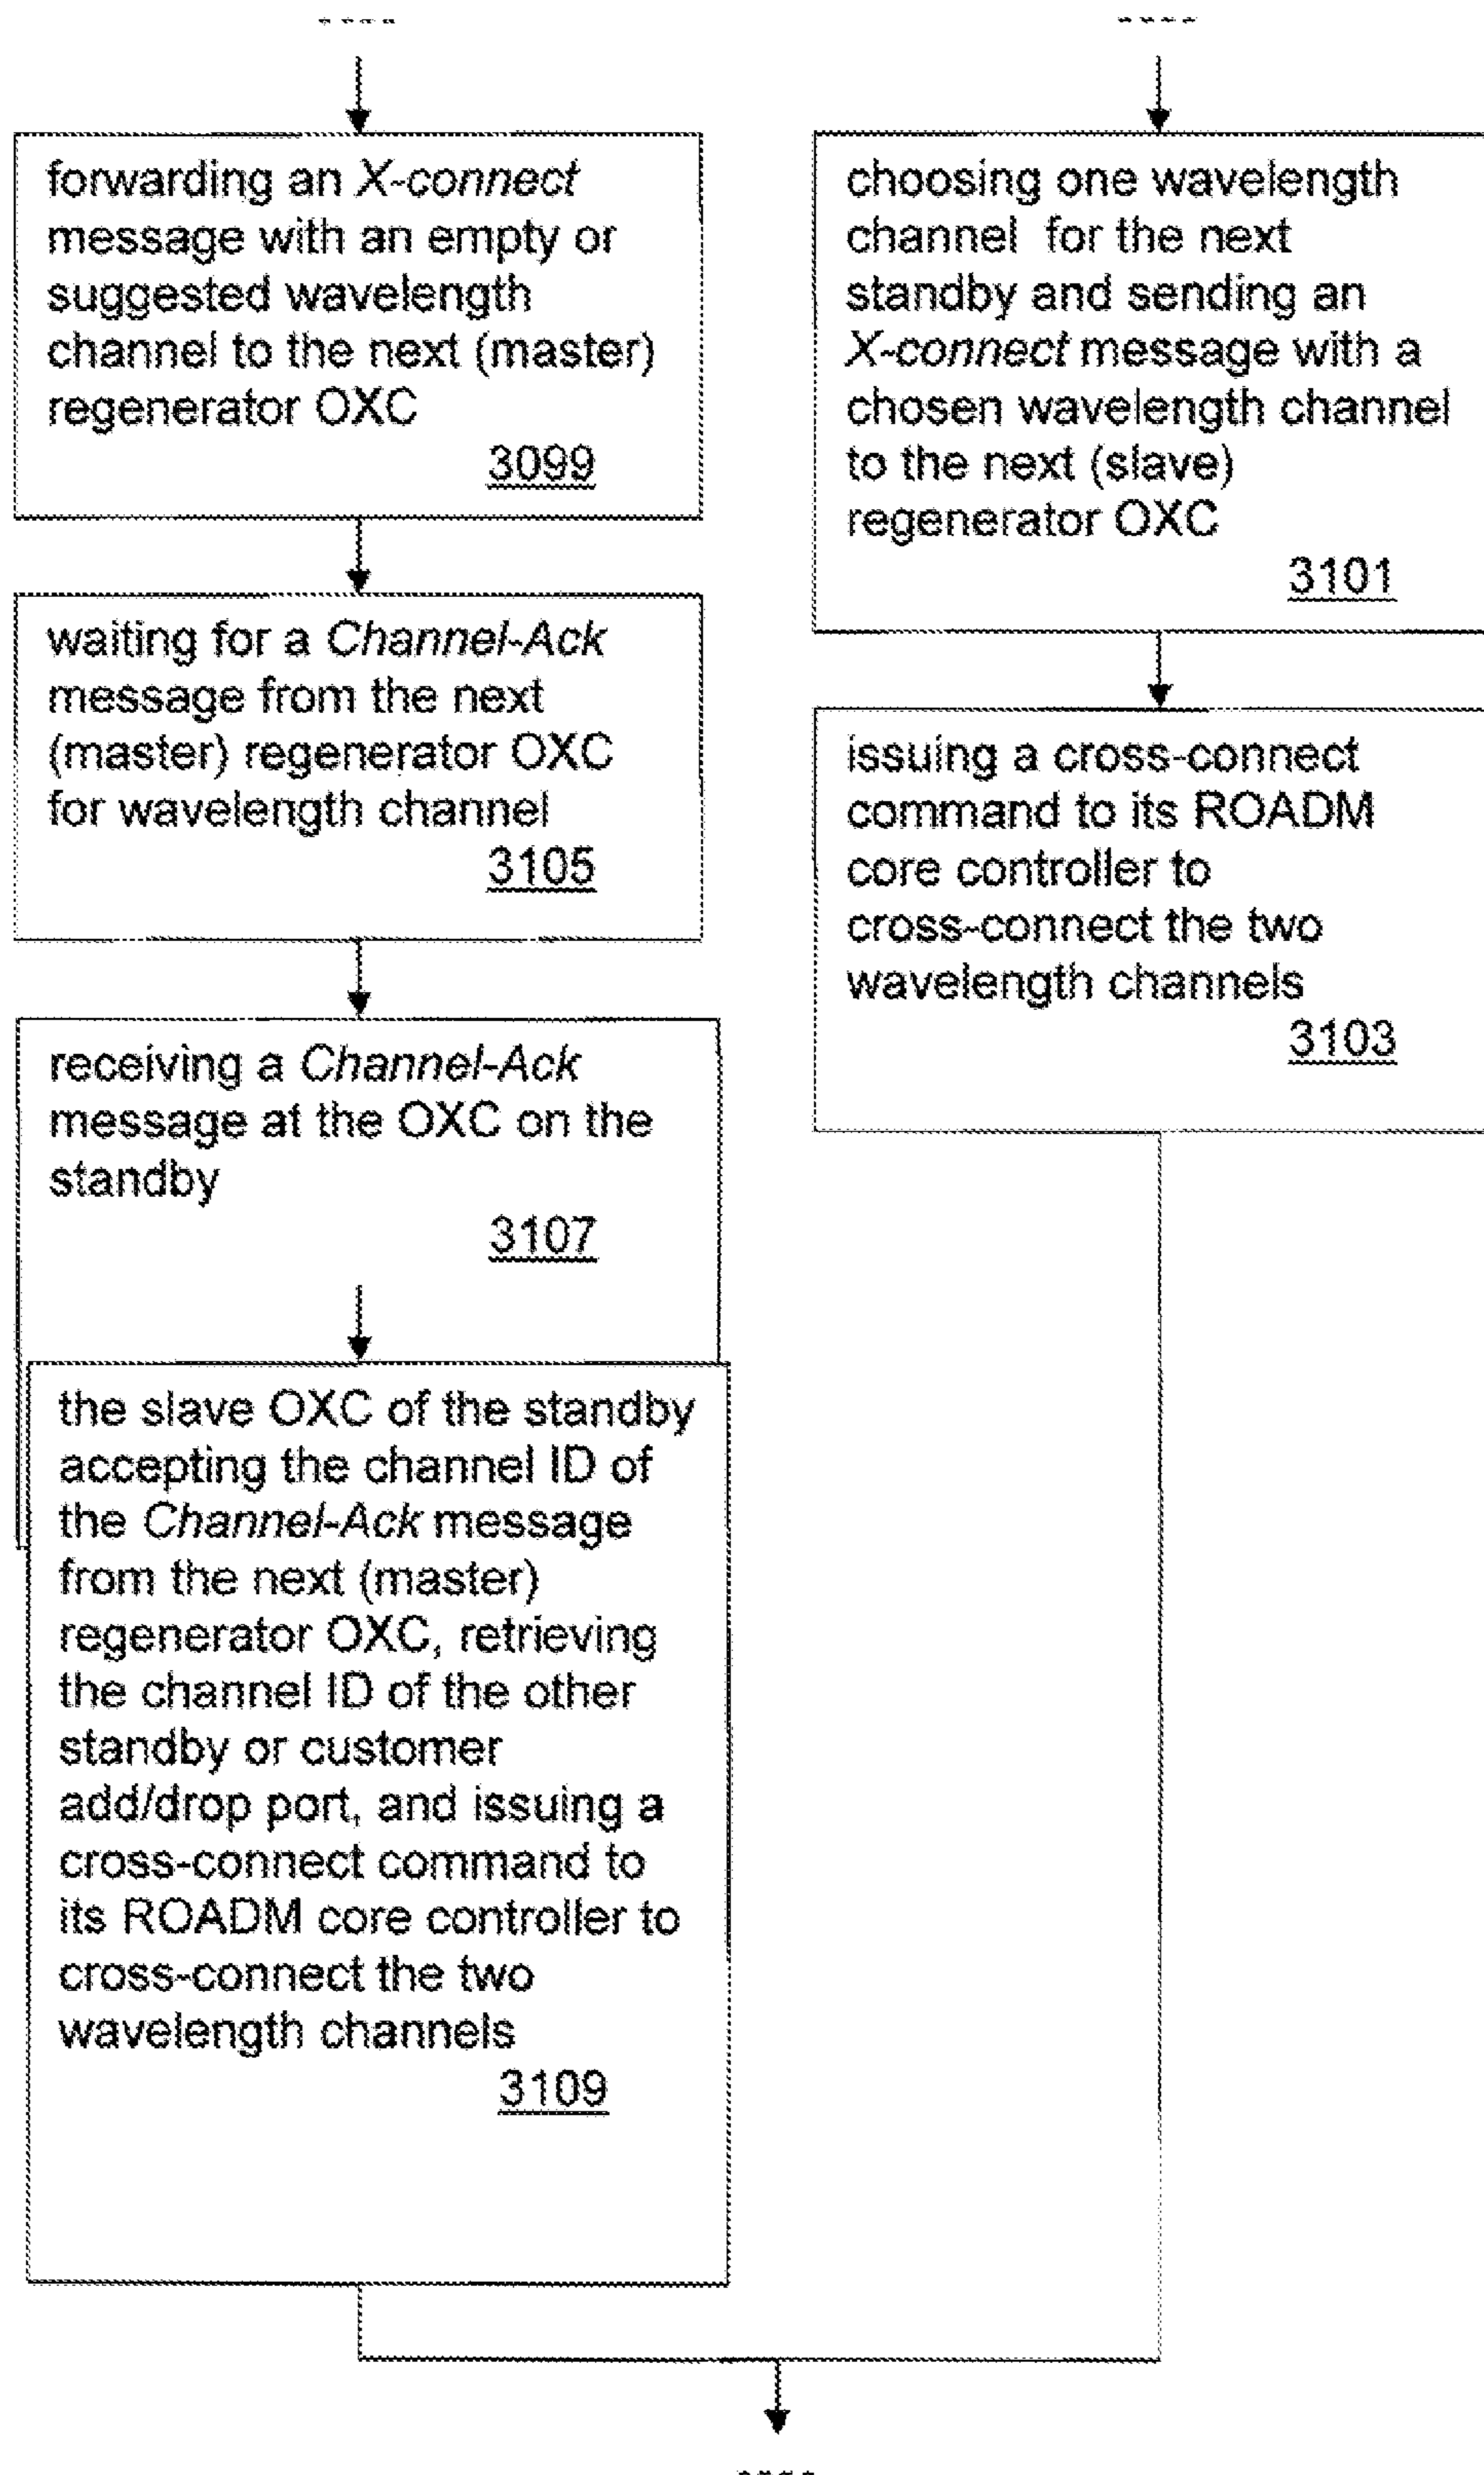 forwarding an X-connect
message with an empty or
suggested wavelength
channel to the next (master)
regenerator OXC
3099
waiting for a Channel-Ack
message from the next
(master) regenerator OXC
for wavelength channel
3105
receiving a Channel-Ack
message at the OXC on the
standby
3107
the slave OXC of the standby
accepting the channel ID of
the Channel-Ack message
from the next (master)
regenerator OXC, retrieving
the channel ID of the other
standby or customer
add/drop port, and issuing a
cross-connect command to
its ROADM core controller to
cross-connect the two
wavelength channels
3109
choosing one wavelength
channel for the next
standby and sending an
X-connect message with a
chosen wavelength channel
to the next (slave)
regenerator OXC
3101
issuing a cross-connect
command to its ROADM
core controller to
cross-connect the two
wavelength channels
3103